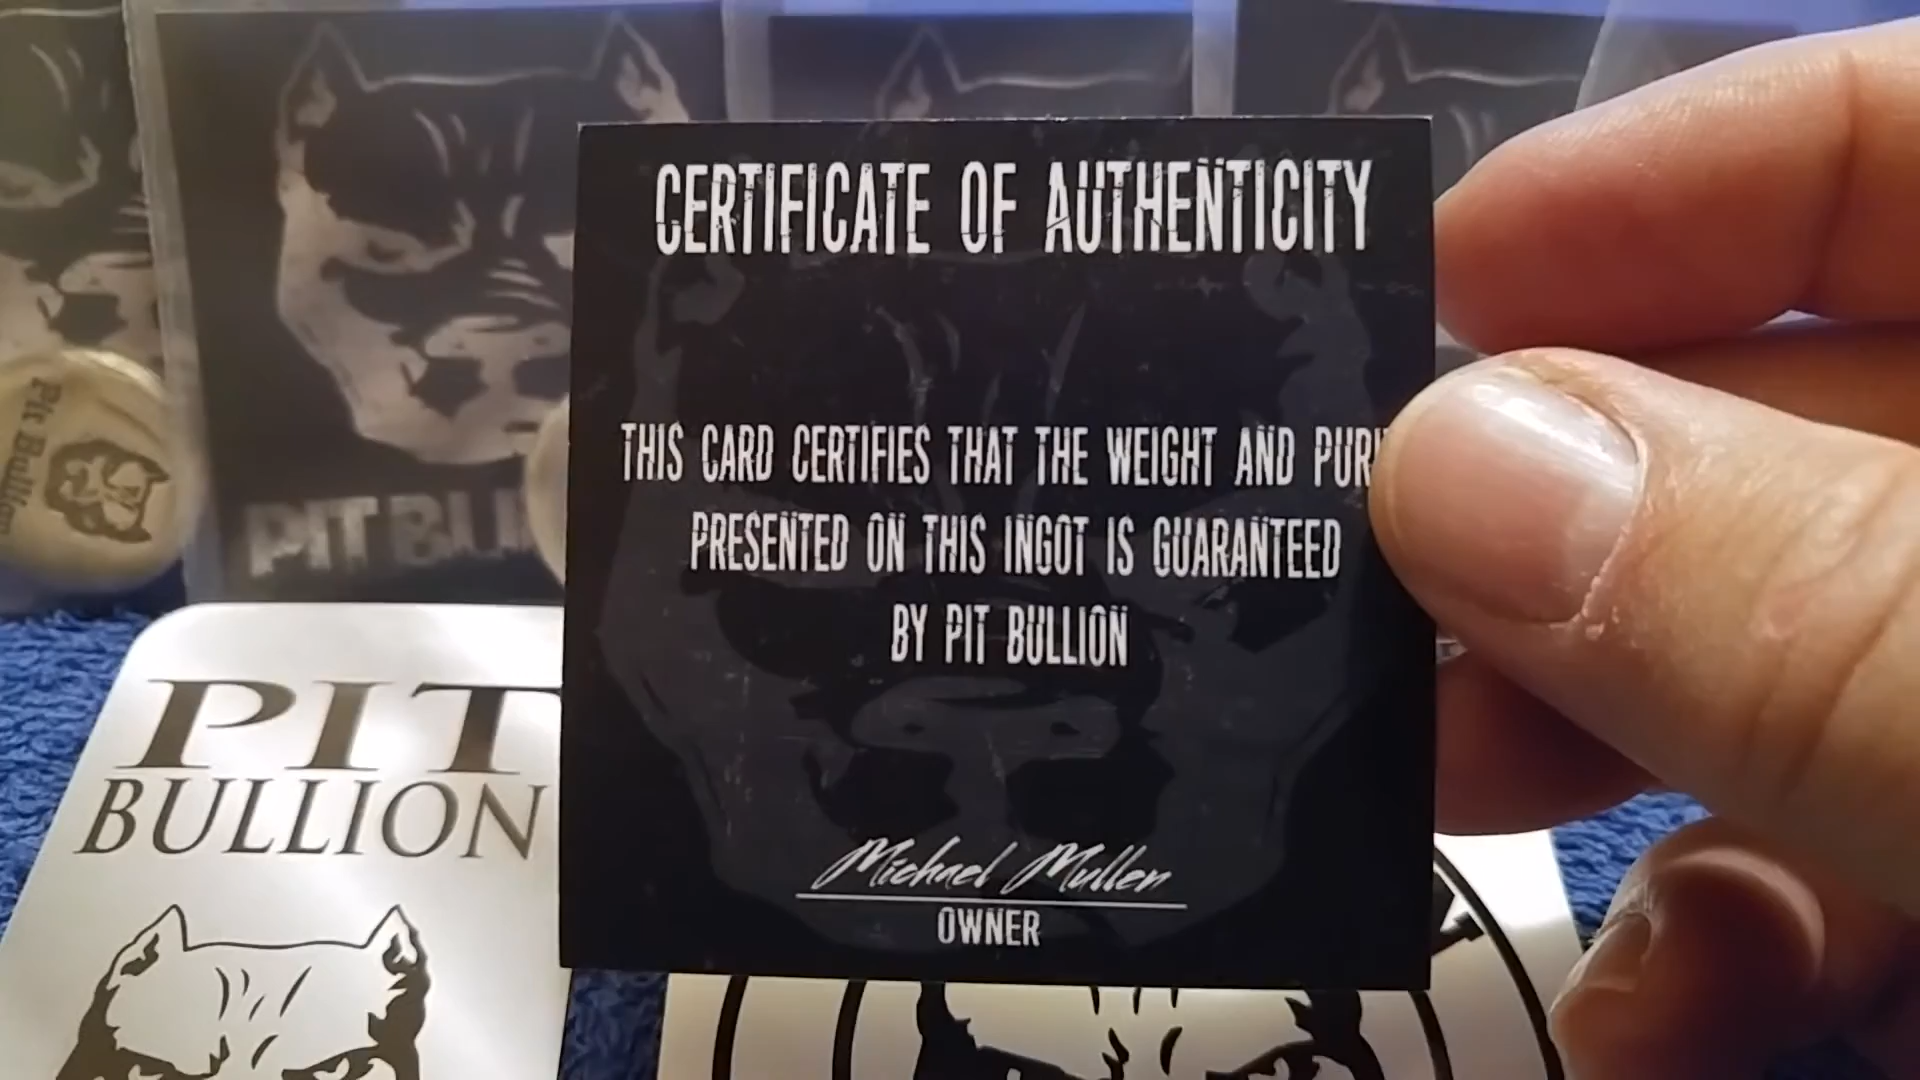 CERTIFICATE OF AUTHENTICITY
THIS CARD CERTIFIES THAT THE WEIGHT AND
PRESENTED ON THIS INGOT IS GUARANTEED
BY PIT BULLION
Michael Mullen
OWNER
Pit Bullion
PIT
PIT
BULLION